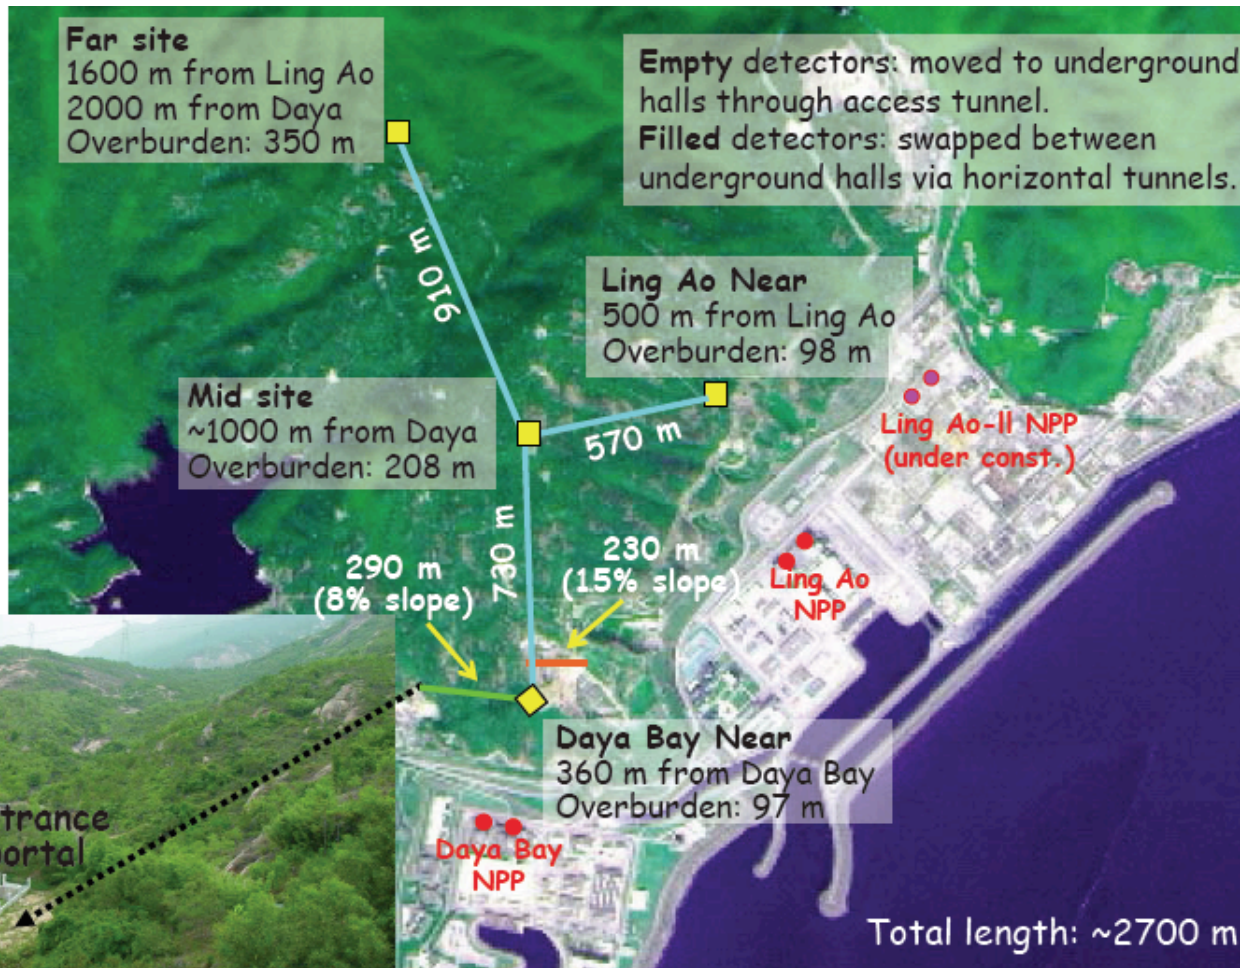 Far site
1600 m from Ling Ao
2000 m from Daya
Overburden: 350 m
Empty detectors: moved to underground
halls through access tunnel.
Filled detectors: swapped between
underground halls via horizontal tunnels.
910 m
Ling Ao Near
500 m from Ling Ao
Overburden: 98 m
Mid site
~1000 m from Daya
Overburden: 208 m
570 m
Ling Ao-ll NPP
(under const.)
730 m
290 m
(8% slope)
230 m
(15% slope)
Ling Ao
NPP
Daya Bay Near
360 m from Daya Bay
Overburden: 97 m
Daya Bay
NPP
trance
portal
Total length: ~2700 m